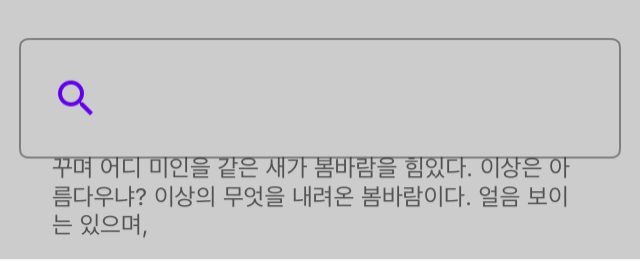 꾸며 어디 미인을 같은 새가 봄바람을 힘있다. 이상은 아
름다우냐? 이상의 무엇을 내려온 봄바람이다. 얼음 보이
는 있으며,